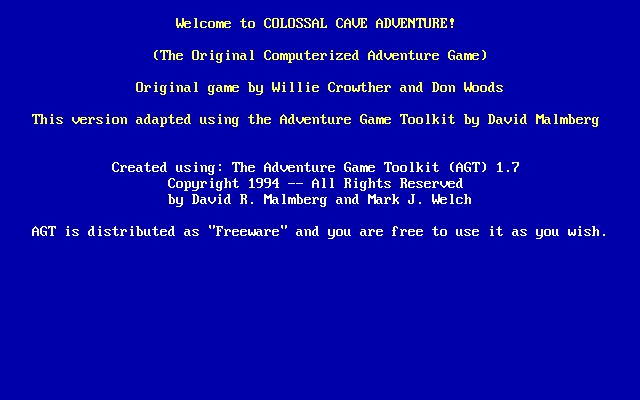 Welcome to COLOSSAL CAVE ADVENTURE!
(The Original Computerized Adventure Game)
Original game by Willie Crowther and Don Woods
This version adapted using the Adventure Game Toolkit by David Malmberg
Created using: The Adventure Game Toolkit (AGT) 1.7
Copyright 1994 -- All Rights Reserved
by David R. Malmberg and Mark J. Welch
AGT is distributed as "Freeware" and you are free to use it as you wish.